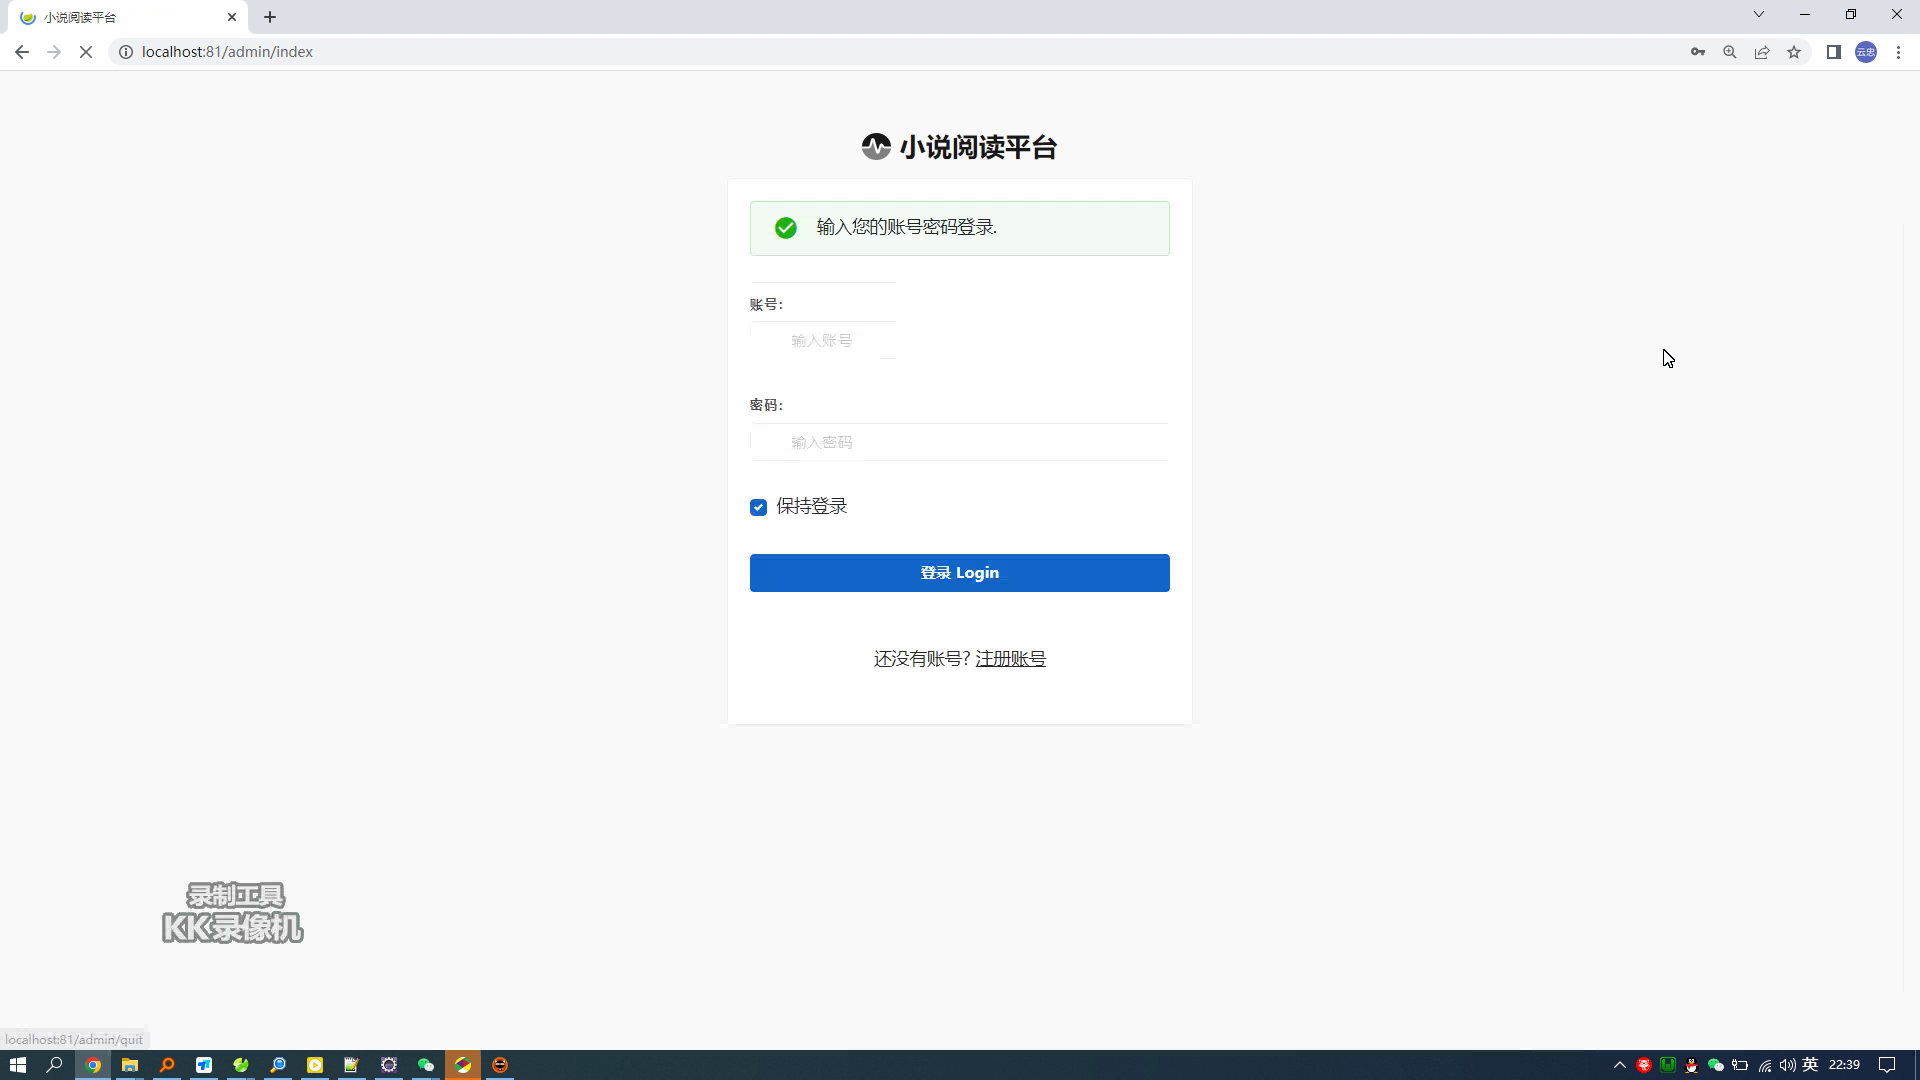 小说阅读平台
localhost:81/admin/index
云忠
小说阅读平台
输入您的账号密码登录.
账号:
输入账号
密码:
输入密码
保持登录
登录 Login
还没有账号? 注册账号
录制工具
KK录像机
localhost:81/admin/quit
英 22:39